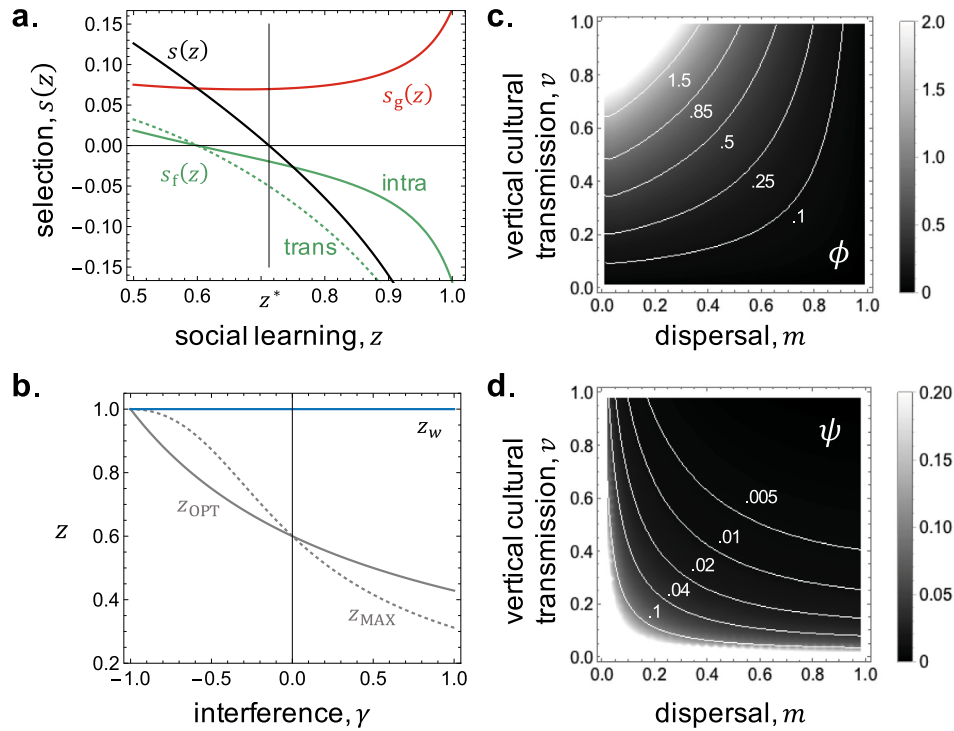 a.
selection, s(z)
0.10
0.05
0.00
−0.05
−0.10
−0.15
s(z)
s_g(z)
s_f(z)
intra
trans
0.5 0.6 z* 0.8 0.9 1.0
social learning, z
b.
z
1.0
0.8
0.6
0.4
0.2
z_w
z_OPT
z_MAX
−1.0 −0.5 0.0 0.5 1.0
interference, γ
c.
vertical cultural
transmission, v
1.0
0.8
0.6
0.4
0.2
0.0
1.5
.85
.5
.25
.1
ϕ
0.0 0.2 0.4 0.6 0.8 1.0
dispersal, m
2.0
1.5
1.0
0.5
0
d.
vertical cultural
transmission, v
1.0
0.8
0.6
0.4
0.2
0.0
ψ
.005
.01
.02
.04
.1
0.0 0.2 0.4 0.6 0.8 1.0
dispersal, m
0.20
0.15
0.10
0.05
0